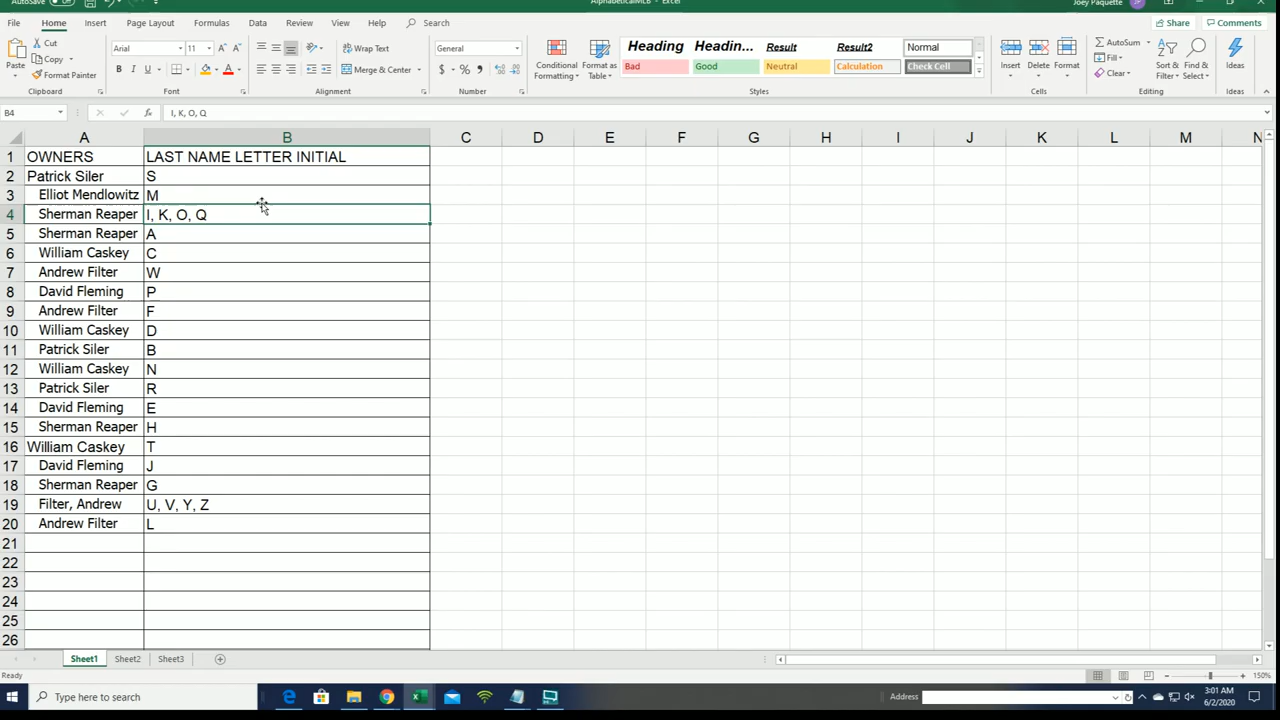 AutoSave Off
AlphabeticalMLB - Excel
Joey Paquette
JP
File Home Insert Page Layout Formulas Data Review View Help Search Share Comments
Paste Cut Copy Format Painter Clipboard
Arial 11 A A B I U A Font
Wrap Text Merge & Center Alignment
General $ % , Number
Conditional Formatting Format as Table
Heading Headin... Result Result2 Normal
Bad Good Neutral Calculation Check Cell
Styles
Insert Delete Format Cells
AutoSum Fill Clear Sort & Filter Find & Select Editing
Ideas Ideas
B4 fx I, K, O, Q
A B C D E F G H I J K L M N
1 OWNERS LAST NAME LETTER INITIAL
2 Patrick Siler S
3 Elliot Mendlowitz M
4 Sherman Reaper I, K, O, Q
5 Sherman Reaper A
6 William Caskey C
7 Andrew Filter W
8 David Fleming P
9 Andrew Filter F
10 William Caskey D
11 Patrick Siler B
12 William Caskey N
13 Patrick Siler R
14 David Fleming E
15 Sherman Reaper H
16 William Caskey T
17 David Fleming J
18 Sherman Reaper G
19 Filter, Andrew U, V, Y, Z
20 Andrew Filter L
21
22
23
24
25
26
Sheet1 Sheet2 Sheet3
Ready 150%
Type here to search Address 3:01 AM
6/2/2020